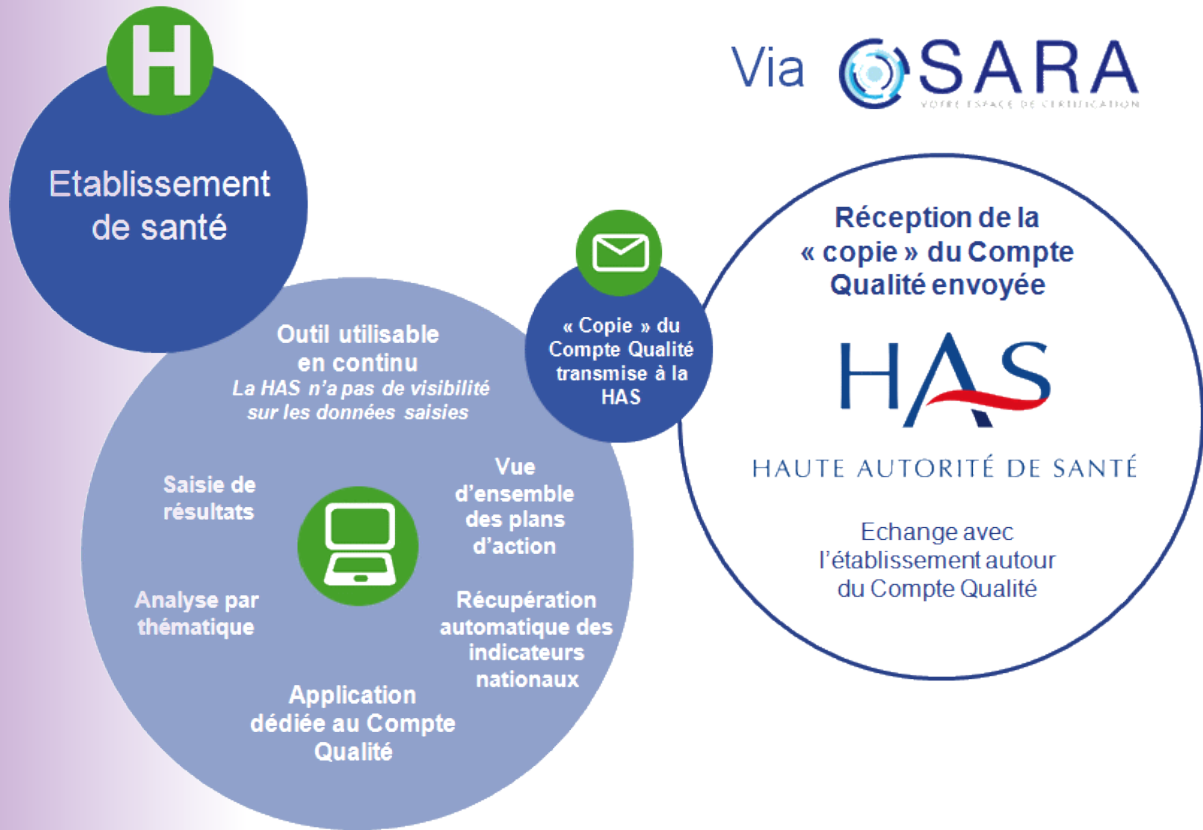 H
Etablissement
de santé
Via
SARA
VOTRE ESPACE DE CERTIFICATION
Outil utilisable
en continu
La HAS n'a pas de visibilité
sur les données saisies
Saisie de
résultats
Vue
d'ensemble
des plans
d'action
Analyse par
thématique
Récupération
automatique des
indicateurs
nationaux
Application
dédiée au Compte
Qualité
« Copie » du
Compte Qualité
transmise à la
HAS
Réception de la
« copie » du Compte
Qualité envoyée
HAS
HAUTE AUTORITÉ DE SANTÉ
Echange avec
l'établissement autour
du Compte Qualité